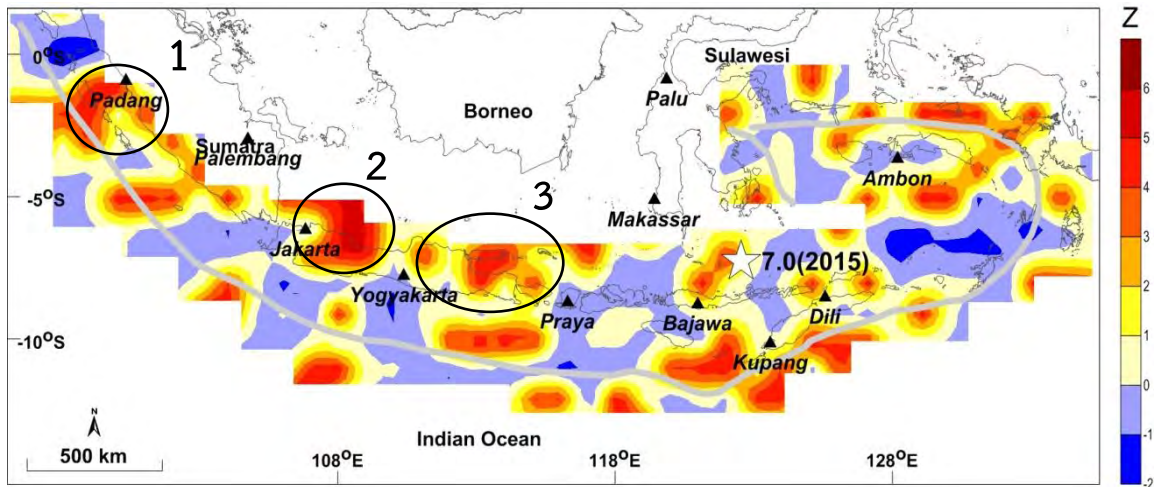 Z
1
0°S
Padang
Sulawesi
Palu
6
Borneo
5
Sumatra
Palembang
2
Ambon
4
-5°S
3
Makassar
3
Jakarta
7.0(2015)
2
Yogyakarta
Praya
Bajawa
Dili
1
-10°S
Kupang
0
N
Indian Ocean
-1
500 km
108°E
118°E
128°E
-2